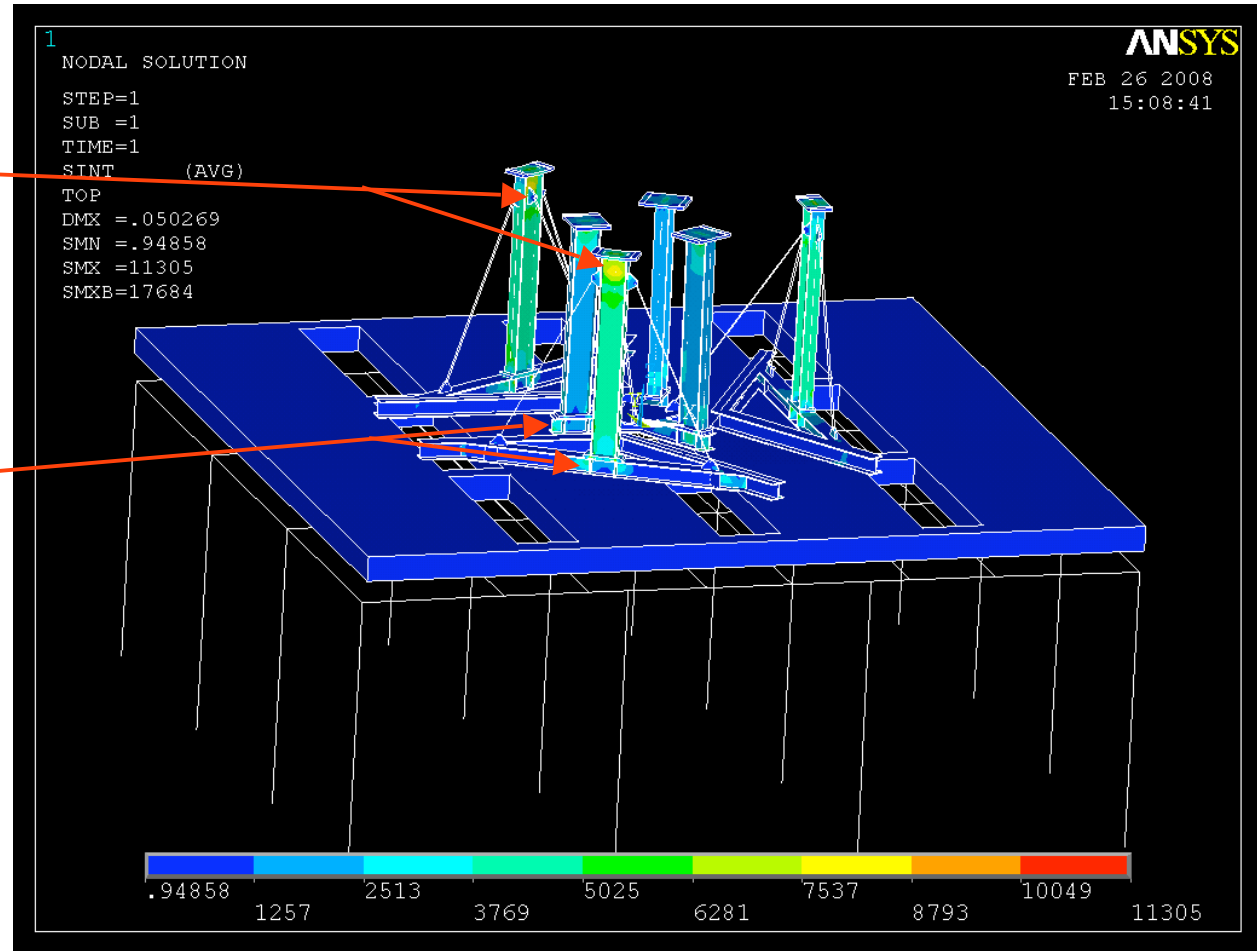 1
ANSYS
NODAL SOLUTION
FEB 26 2008
15:08:41
STEP=1
SUB =1
TIME=1
SINT (AVG)
TOP
DMX =.050269
SMN =.94858
SMX =11305
SMXB=17684
.94858 2513 5025 7537 10049
1257 3769 6281 8793 11305